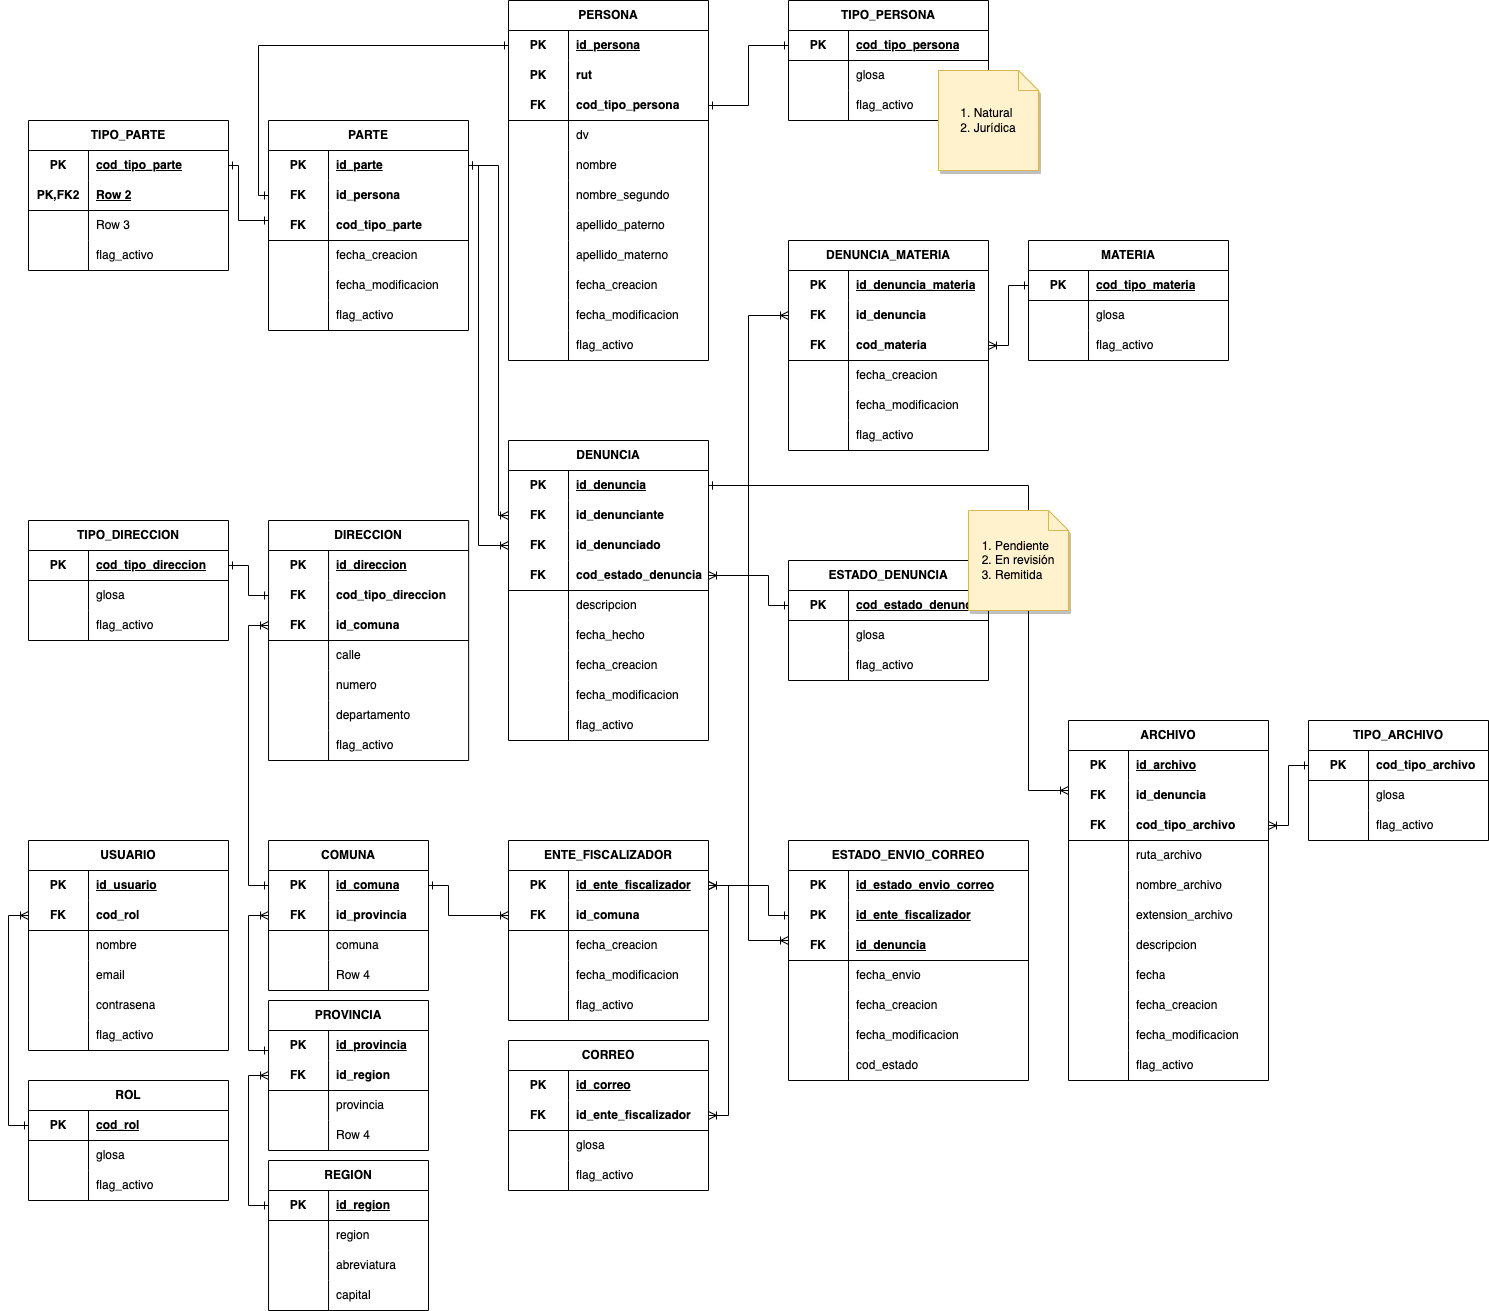 PERSONA
PK id_persona
PK rut
FK cod_tipo_persona
dv
nombre
nombre_segundo
apellido_paterno
apellido_materno
fecha_creacion
fecha_modificacion
flag_activo
TIPO_PERSONA
PK cod_tipo_persona
glosa
flag_activo
1. Natural
2. Jurídica
TIPO_PARTE
PK cod_tipo_parte
PK,FK2 Row 2
Row 3
flag_activo
PARTE
PK id_parte
FK id_persona
FK cod_tipo_parte
fecha_creacion
fecha_modificacion
flag_activo
DENUNCIA_MATERIA
PK id_denuncia_materia
FK id_denuncia
FK cod_materia
fecha_creacion
fecha_modificacion
flag_activo
MATERIA
PK cod_tipo_materia
glosa
flag_activo
DENUNCIA
PK id_denuncia
FK id_denunciante
FK id_denunciado
FK cod_estado_denuncia
descripcion
fecha_hecho
fecha_creacion
fecha_modificacion
flag_activo
TIPO_DIRECCION
PK cod_tipo_direccion
glosa
flag_activo
DIRECCION
PK id_direccion
FK cod_tipo_direccion
FK id_comuna
calle
numero
departamento
flag_activo
ESTADO_DENUNCIA
PK cod_estado_denunc
glosa
flag_activo
1. Pendiente
2. En revisión
3. Remitida
ARCHIVO
PK id_archivo
FK id_denuncia
FK cod_tipo_archivo
ruta_archivo
nombre_archivo
extension_archivo
descripcion
fecha
fecha_creacion
fecha_modificacion
flag_activo
TIPO_ARCHIVO
PK cod_tipo_archivo
glosa
flag_activo
USUARIO
PK id_usuario
FK cod_rol
nombre
email
contrasena
flag_activo
COMUNA
PK id_comuna
FK id_provincia
comuna
Row 4
ENTE_FISCALIZADOR
PK id_ente_fiscalizador
FK id_comuna
fecha_creacion
fecha_modificacion
flag_activo
ESTADO_ENVIO_CORREO
PK id_estado_envio_correo
PK id_ente_fiscalizador
FK id_denuncia
fecha_envio
fecha_creacion
fecha_modificacion
cod_estado
PROVINCIA
PK id_provincia
FK id_region
provincia
Row 4
CORREO
PK id_correo
FK id_ente_fiscalizador
glosa
flag_activo
ROL
PK cod_rol
glosa
flag_activo
REGION
PK id_region
region
abreviatura
capital